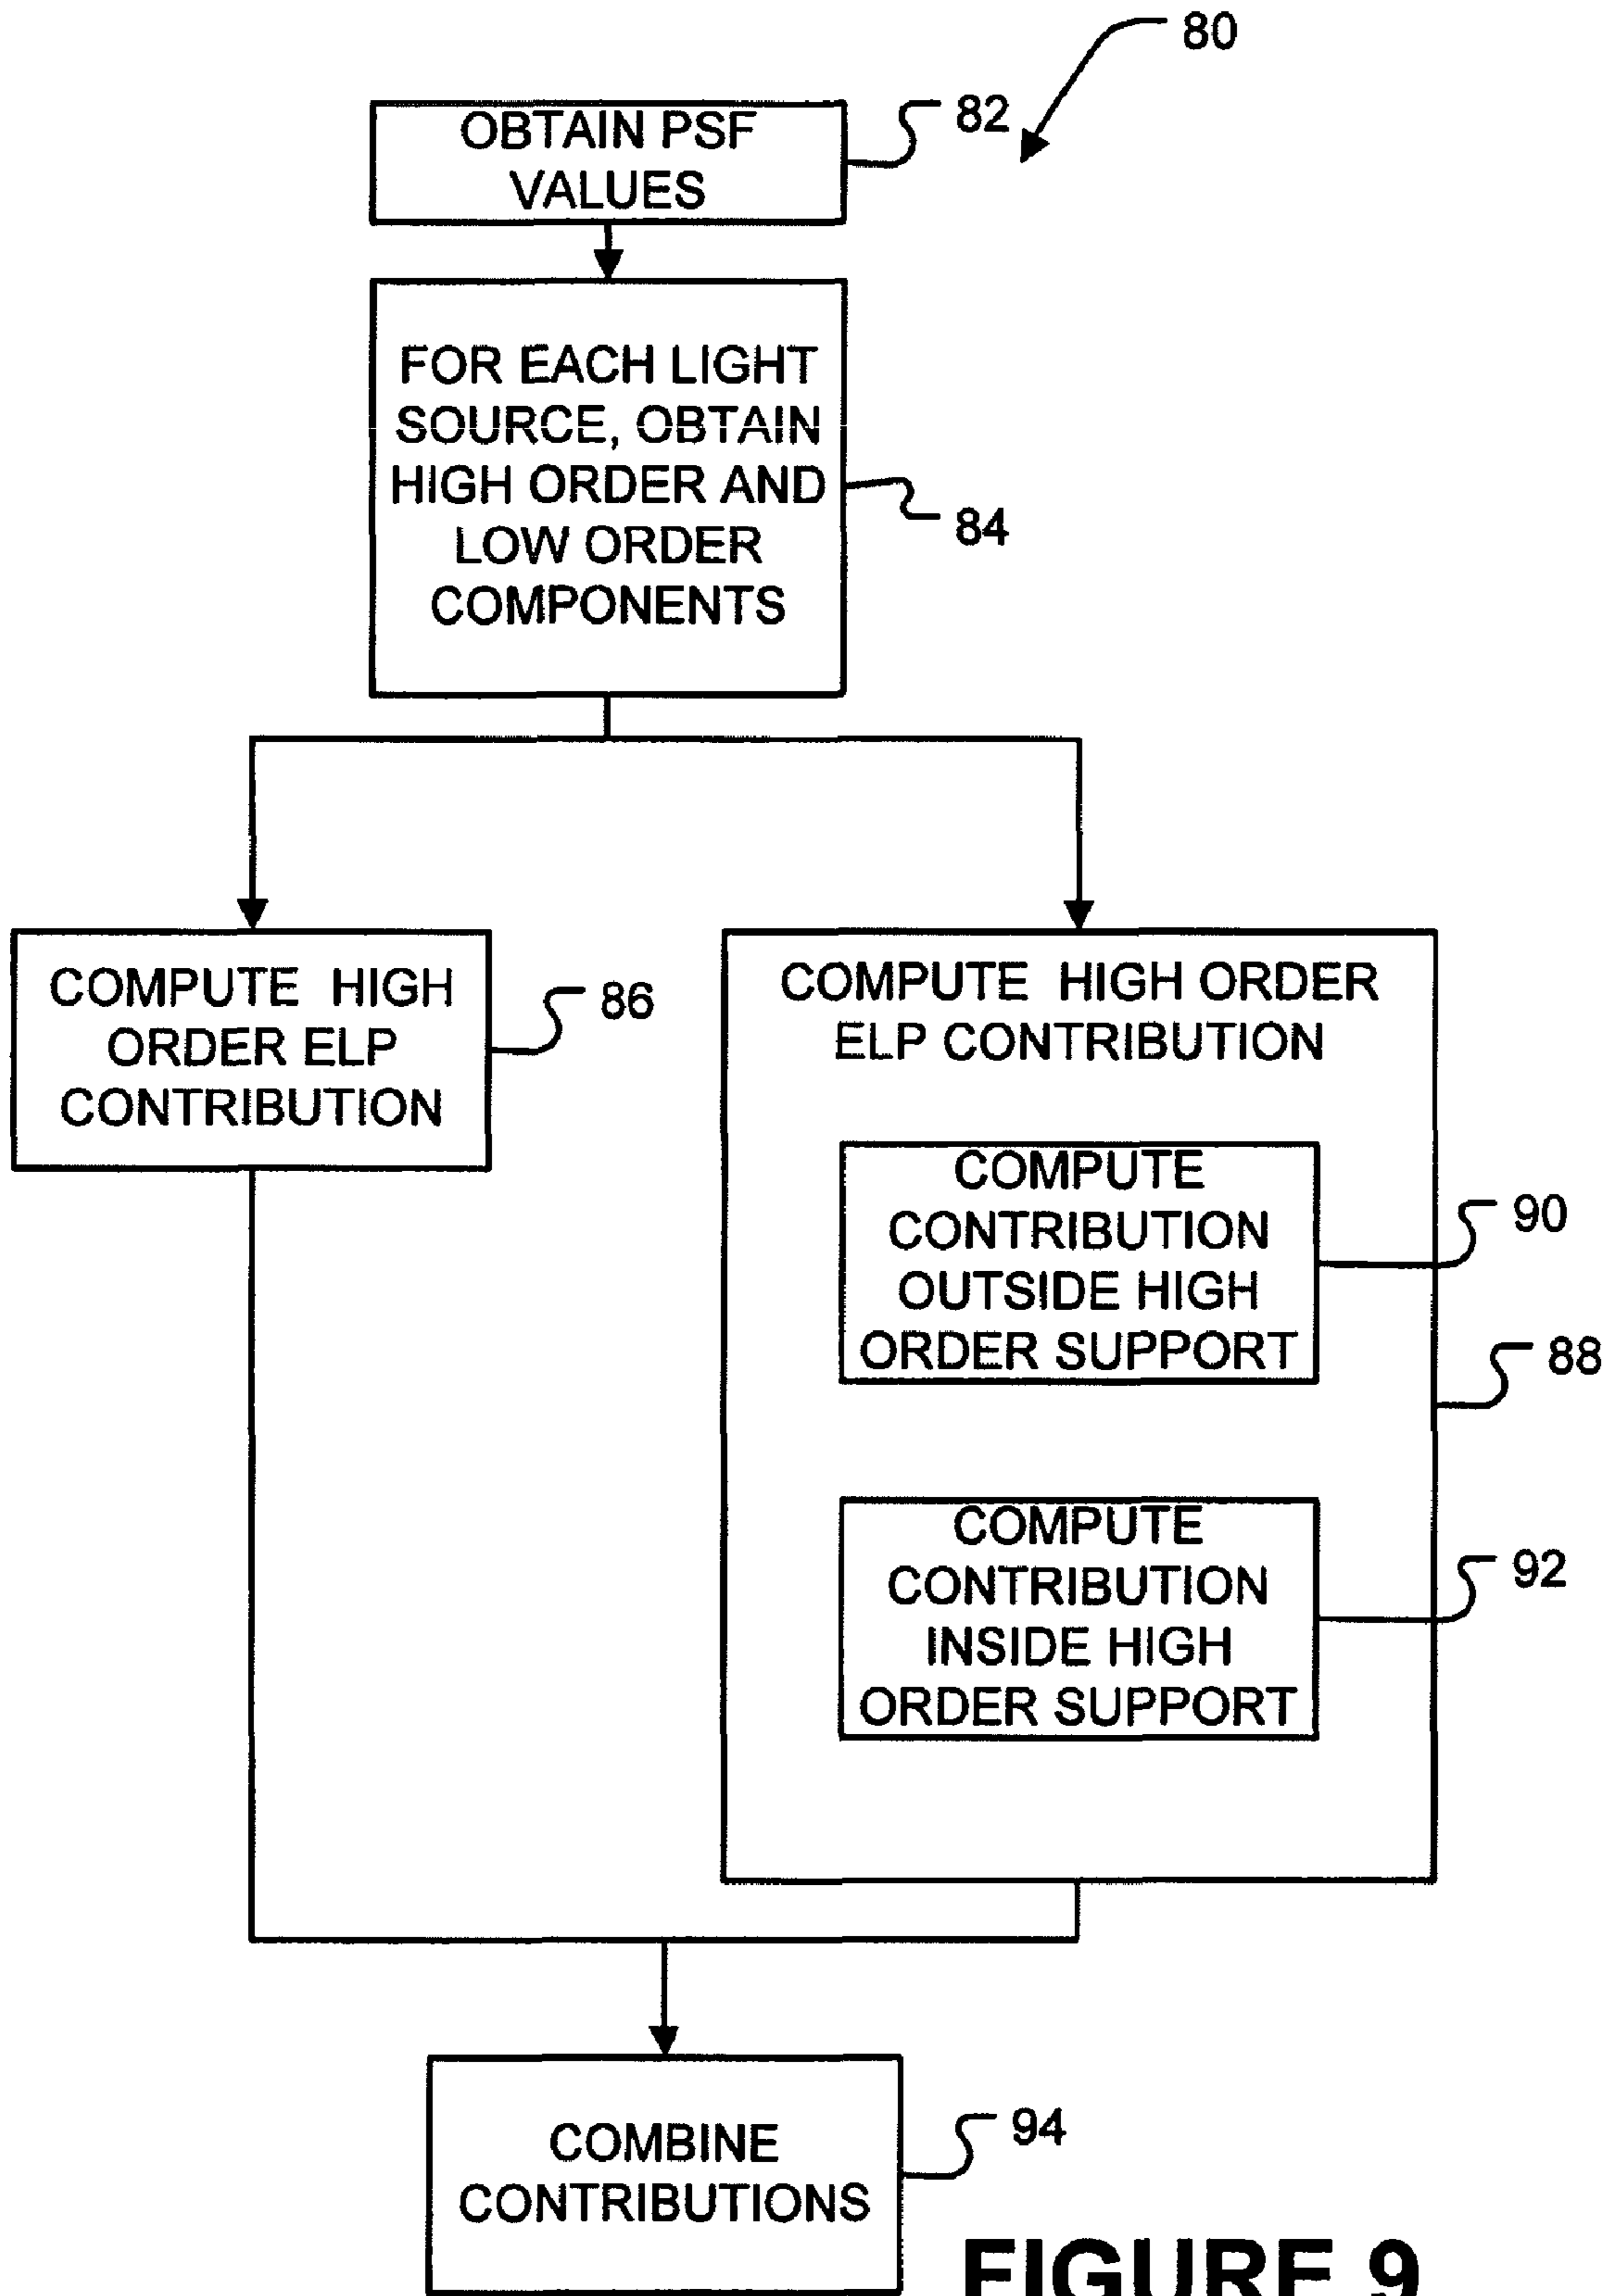 80
OBTAIN PSF
VALUES
82
FOR EACH LIGHT
SOURCE, OBTAIN
HIGH ORDER AND
LOW ORDER
COMPONENTS
84
COMPUTE HIGH
ORDER ELP
CONTRIBUTION
86
COMPUTE HIGH ORDER
ELP CONTRIBUTION
COMPUTE
CONTRIBUTION
OUTSIDE HIGH
ORDER SUPPORT
90
88
COMPUTE
CONTRIBUTION
INSIDE HIGH
ORDER SUPPORT
92
COMBINE
CONTRIBUTIONS
94
FIGURE 9